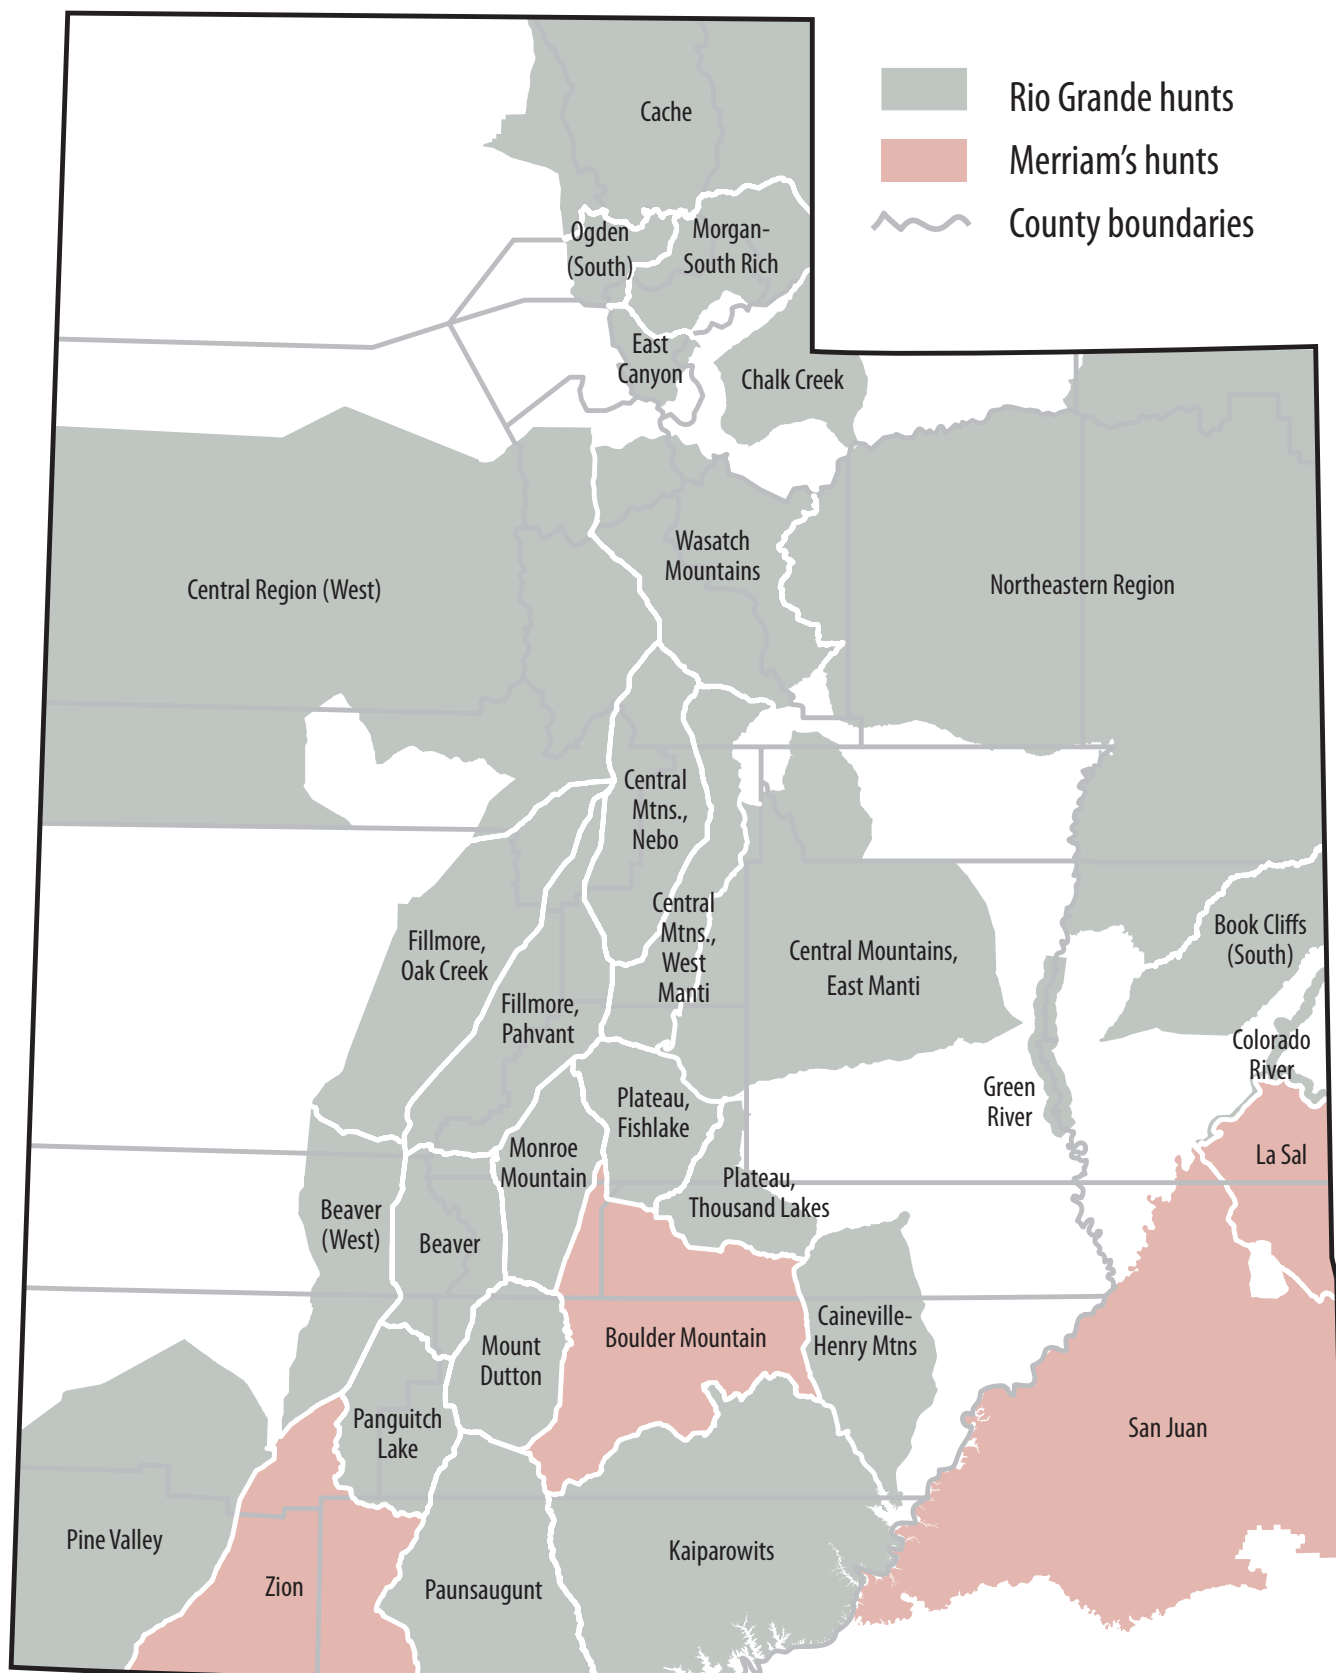 Cache
Rio Grande hunts
Merriam's hunts
County boundaries
Ogden
(South)
Morgan-
South Rich
East
Canyon
Chalk Creek
Wasatch
Mountains
Central Region (West)
Northeastern Region
Central
Mtns.,
Nebo
Central
Mtns.,
West
Manti
Fillmore,
Oak Creek
Central Mountains,
East Manti
Book Cliffs
(South)
Fillmore,
Pahvant
Colorado
River
Green
River
Plateau,
Fishlake
Monroe
Mountain
La Sal
Plateau,
Thousand Lakes
Beaver
(West)
Beaver
Caineville-
Henry Mtns
Boulder Mountain
Mount
Dutton
Panguitch
Lake
San Juan
Pine Valley
Kaiparowits
Zion
Paunsaugunt